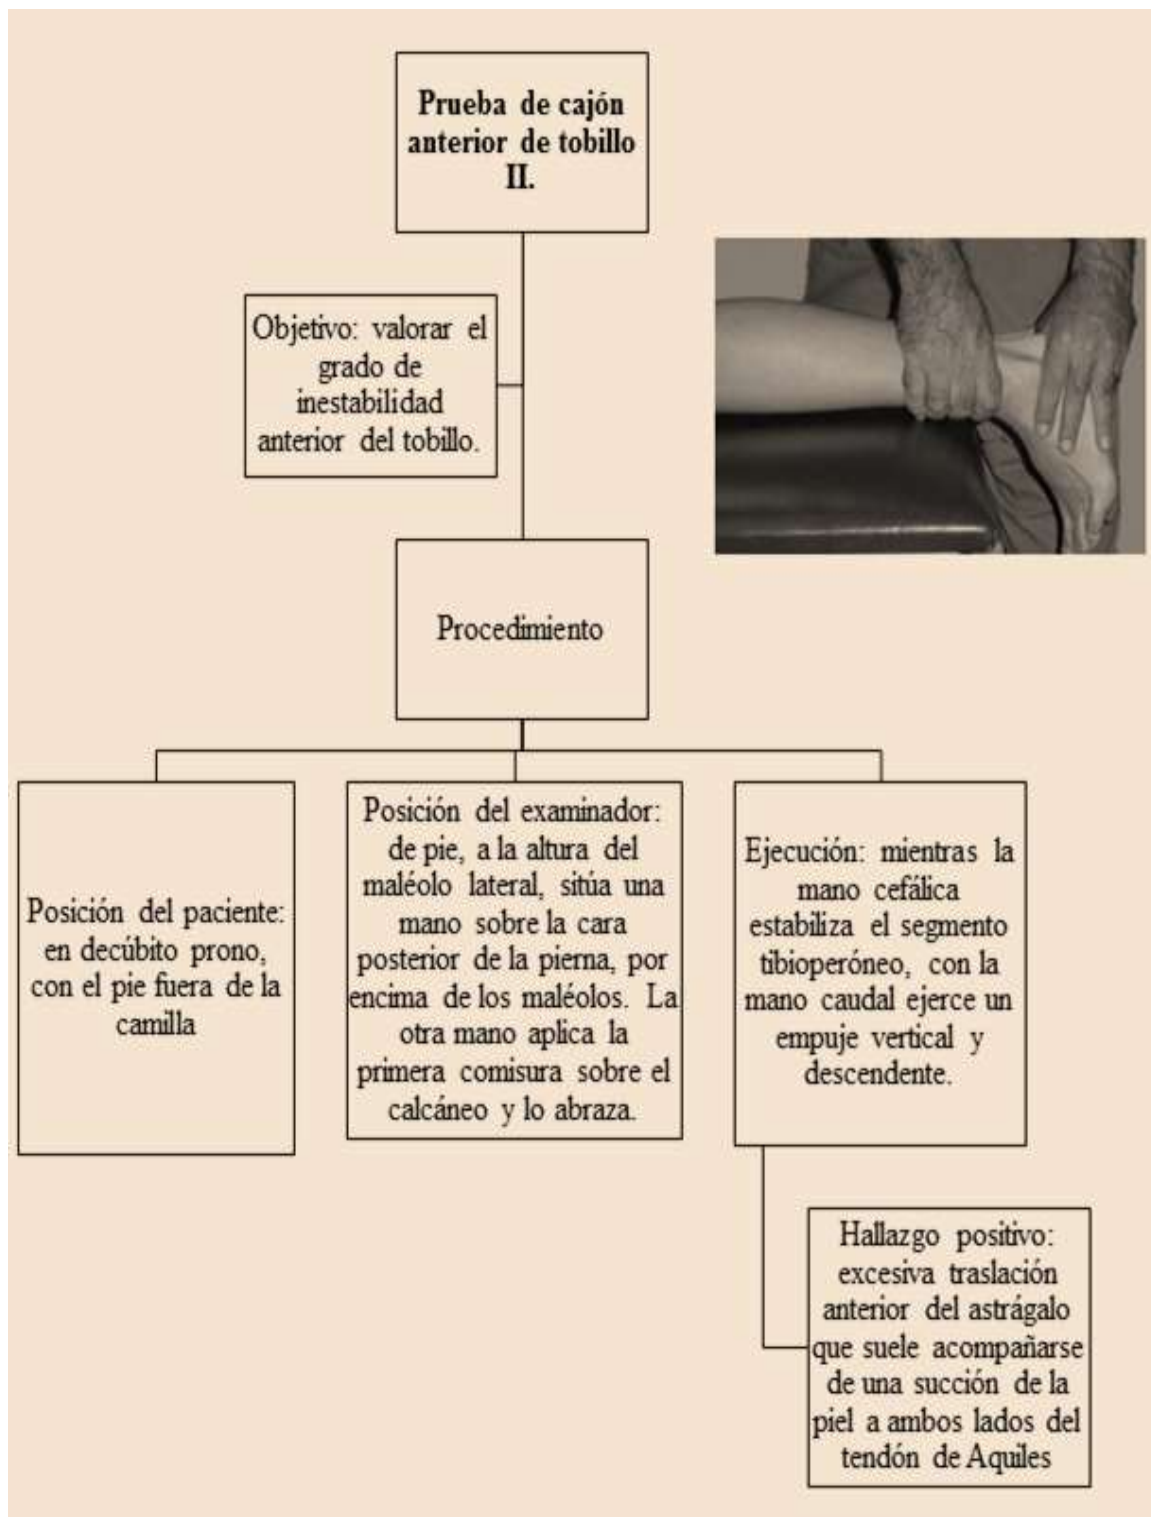 Prueba de cajón
anterior de tobillo
II.
Objetivo: valorar el
grado de
inestabilidad
anterior del tobillo.
Procedimiento
Posición del paciente:
en decúbito prono,
con el pie fuera de la
camilla
Posición del examinador:
de pie, a la altura del
maléolo lateral, sitúa una
mano sobre la cara
posterior de la pierna, por
encima de los maléolos. La
otra mano aplica la
primera comisura sobre el
calcáneo y lo abraza.
Ejecución: mientras la
mano cefálica
estabiliza el segmento
tibioperóneo, con la
mano caudal ejerce un
empuje vertical y
descendente.
Hallazgo positivo:
excesiva traslación
anterior del astrágalo
que suele acompañarse
de una succión de la
piel a ambos lados del
tendón de Aquiles